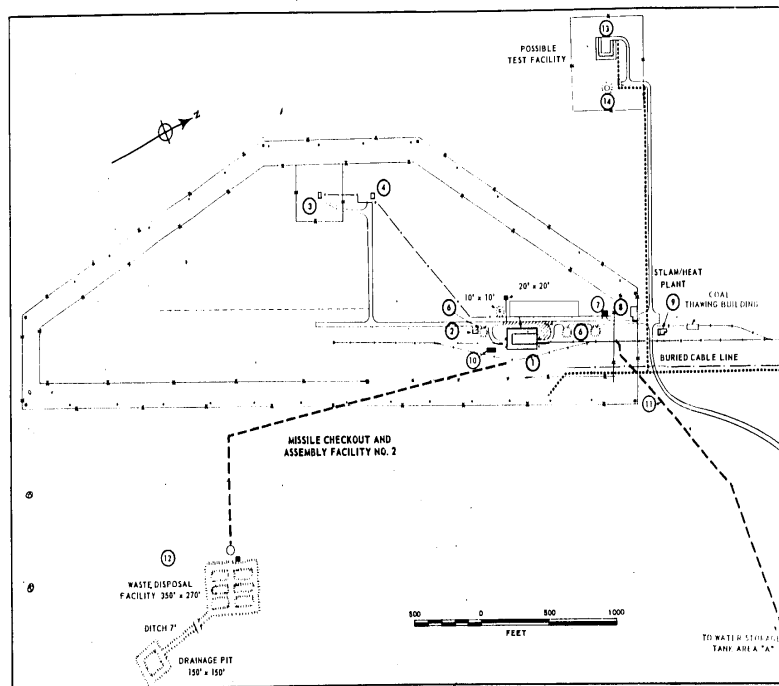 13
POSSIBLE
TEST FACILITY
14
N
4
3
STEAM/HEAT
PLANT
20' x 20'
10' x 10'
6
7
8
9
COAL
THAWING BUILDING
2
6
10
1
BURIED CABLE LINE
11
MISSILE CHECKOUT AND
ASSEMBLY FACILITY NO. 2
12
WASTE DISPOSAL
FACILITY 350' x 270'
DITCH 7'
DRAINAGE PIT
150' x 150'
500 0 500 1000
FEET
TO WATER STORAGE
TANK AREA "A"